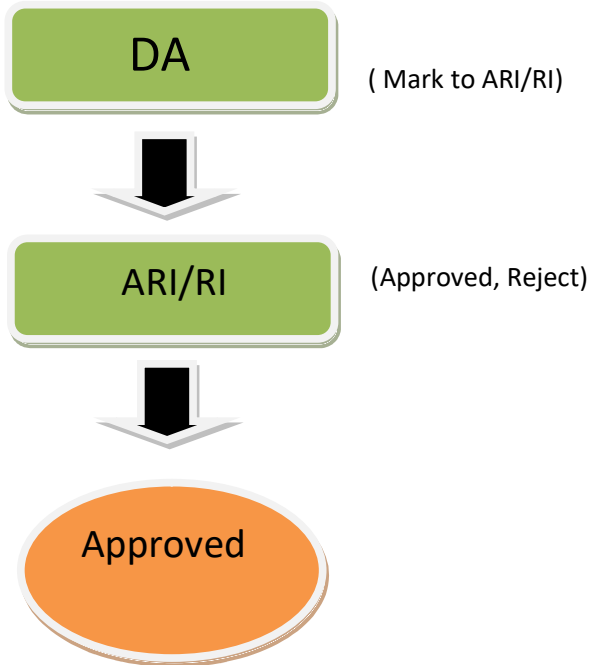 DA
( Mark to ARI/RI)
ARI/RI
(Approved, Reject)
Approved